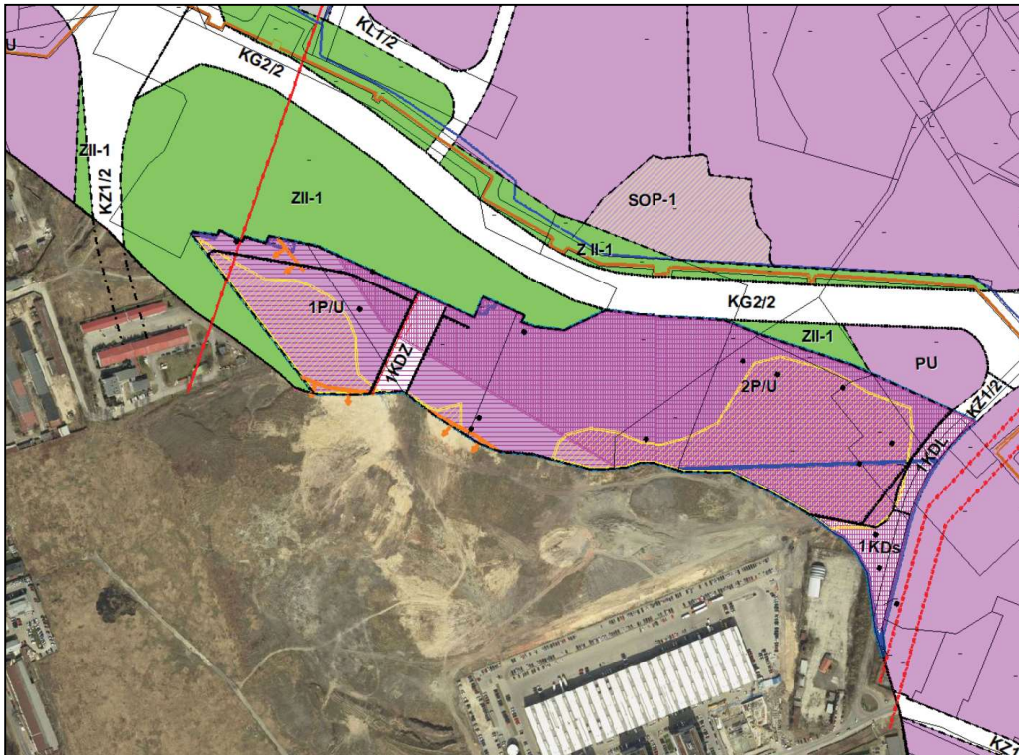 KL1/2
U
KG2/2
ZII-1
KZ1/2
ZII-1
SOP-1
Z II-1
1P/U
KG2/2
1KDZ
ZII-1
PU
2P/U
KZ1/2
1KDL
1KDs